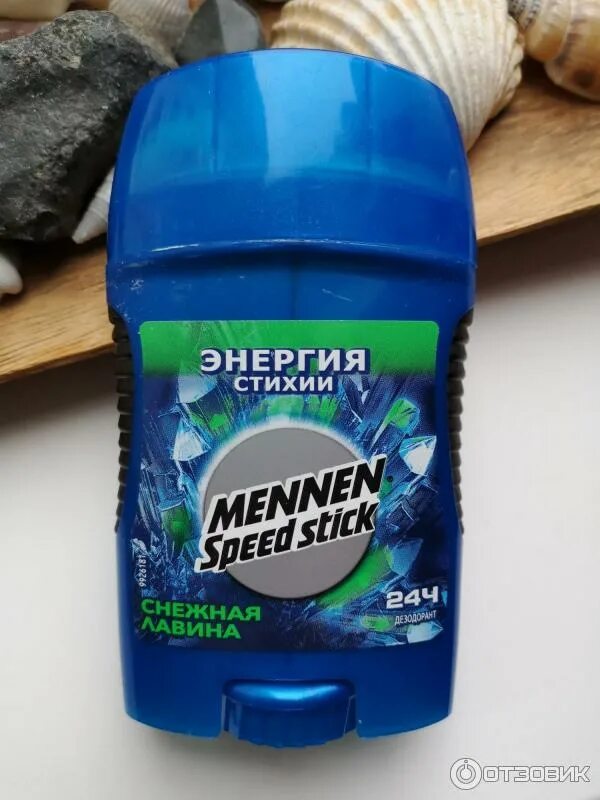 ЭНЕРГИЯ
СТИХИИ
MENNEN
Speed stick
СНЕЖНАЯ
ЛАВИНА
24Ч
ДЕЗОДОРАНТ
ОТЗОВИК